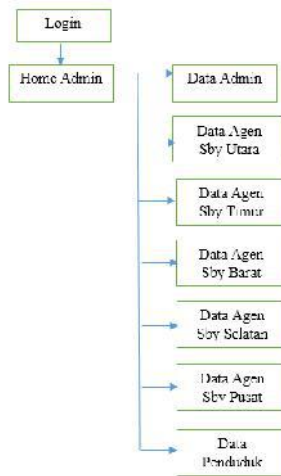 Login
Home Admin
Data Admin
Data Agen
Sby Utara
Data Agen
Sby Timur
Data Agen
Sby Barat
Data Agen
Sby Selatan
Data Agen
Sby Pusat
Data
Penduduk